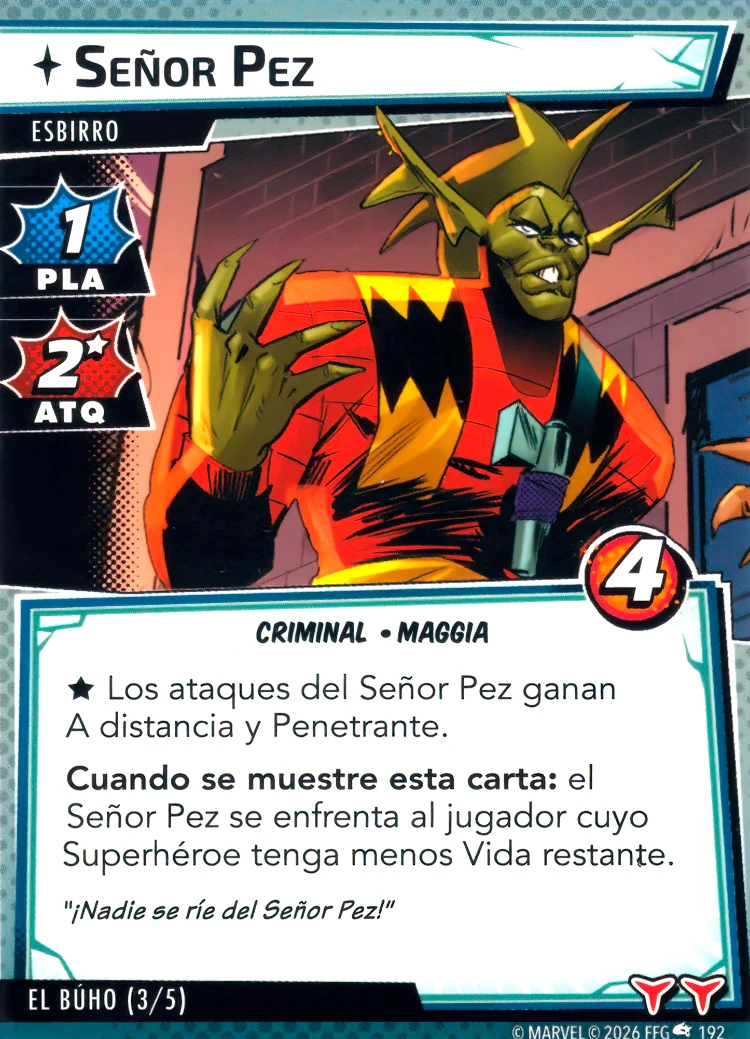 SEÑOR PEZ
ESBIRRO
1
PLA
2★
ATQ
4
CRIMINAL • MAGGIA
★ Los ataques del Señor Pez ganan
A distancia y Penetrante.
Cuando se muestre esta carta: el
Señor Pez se enfrenta al jugador cuyo
Superhéroe tenga menos Vida restante.
"¡Nadie se ríe del Señor Pez!"
EL BÚHO (3/5)
© MARVEL © 2026 FFG 192